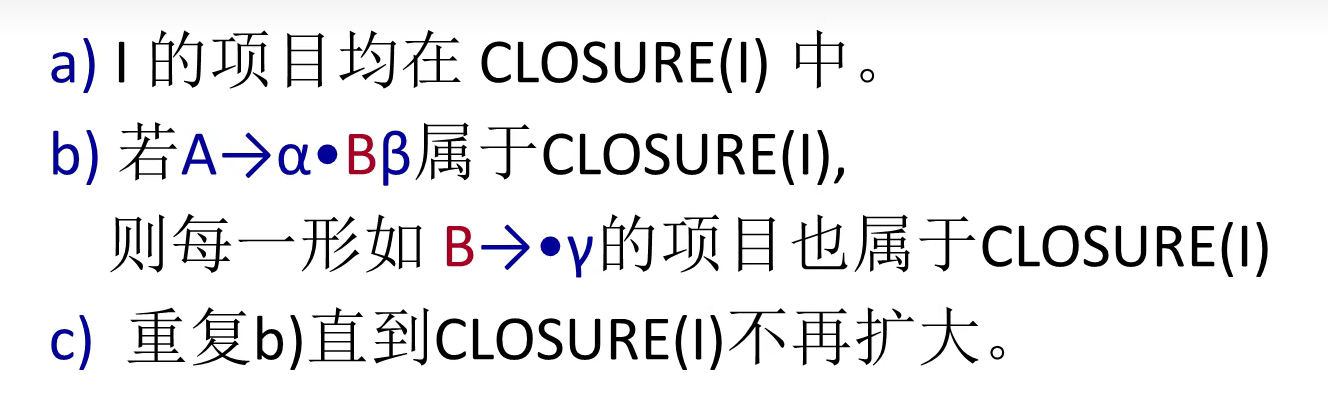 a) I 的项目均在 CLOSURE(I) 中。
b) 若A→α•Bβ属于CLOSURE(I),
则每一形如 B→•γ的项目也属于CLOSURE(I)
c) 重复b)直到CLOSURE(I)不再扩大。